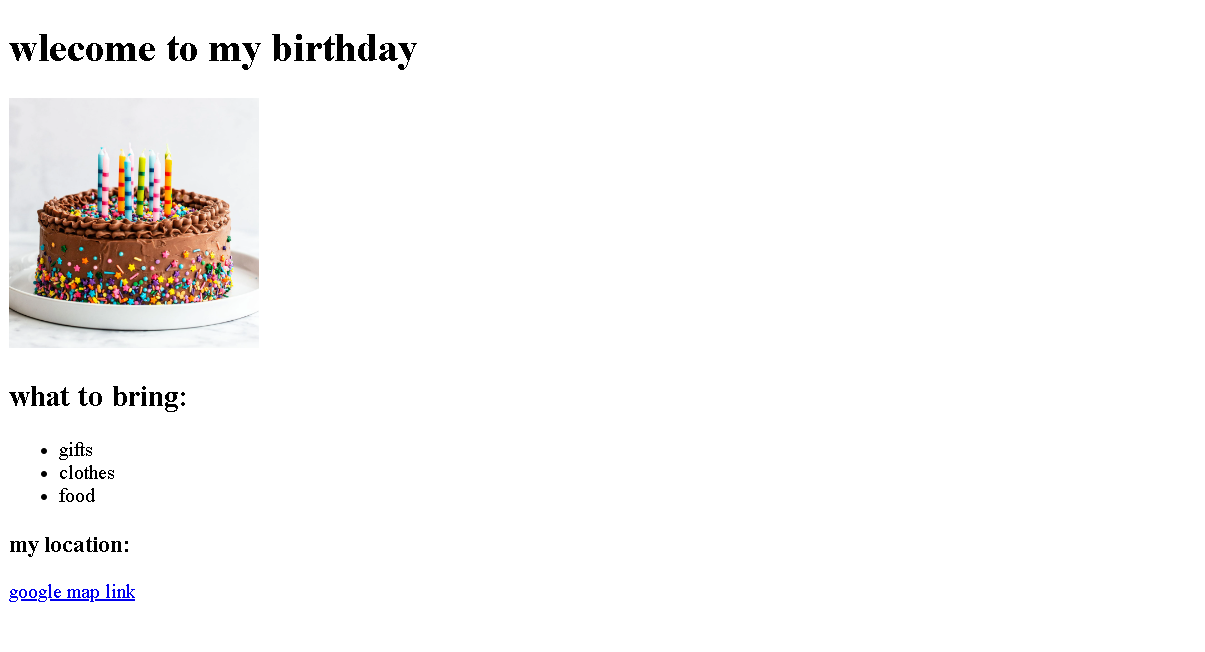 wlecome to my birthday
what to bring:
gifts
clothes
food
my location:
google map link